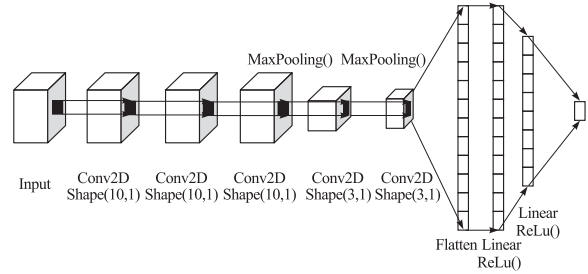 MaxPooling() MaxPooling()
Input
Conv2D
Shape(10,1)
Conv2D
Shape(10,1)
Conv2D
Shape(10,1)
Conv2D
Shape(3,1)
Conv2D
Shape(3,1)
Flatten
Linear
ReLu()
Linear
ReLu()